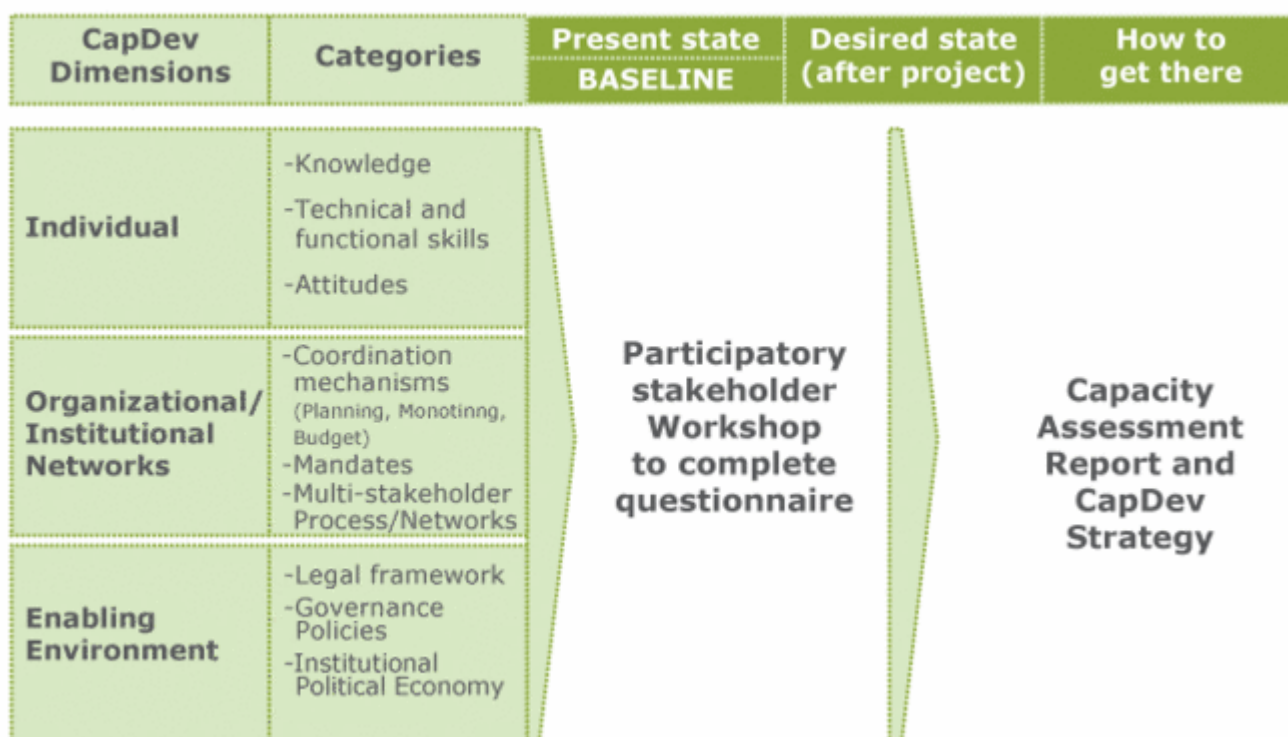 CapDev
Dimensions
Categories
Present state
BASELINE
Desired state
(after project)
How to
get there
Individual
-Knowledge
-Technical and
functional skills
-Attitudes
Organizational/
Institutional
Networks
-Coordination
mechanisms
(Planning, Monotinng,
Budget)
-Mandates
-Multi-stakeholder
Process/Networks
Enabling
Environment
-Legal framework
-Governance
Policies
-Institutional
Political Economy
Participatory
stakeholder
Workshop
to complete
questionnaire
Capacity
Assessment
Report and
CapDev
Strategy